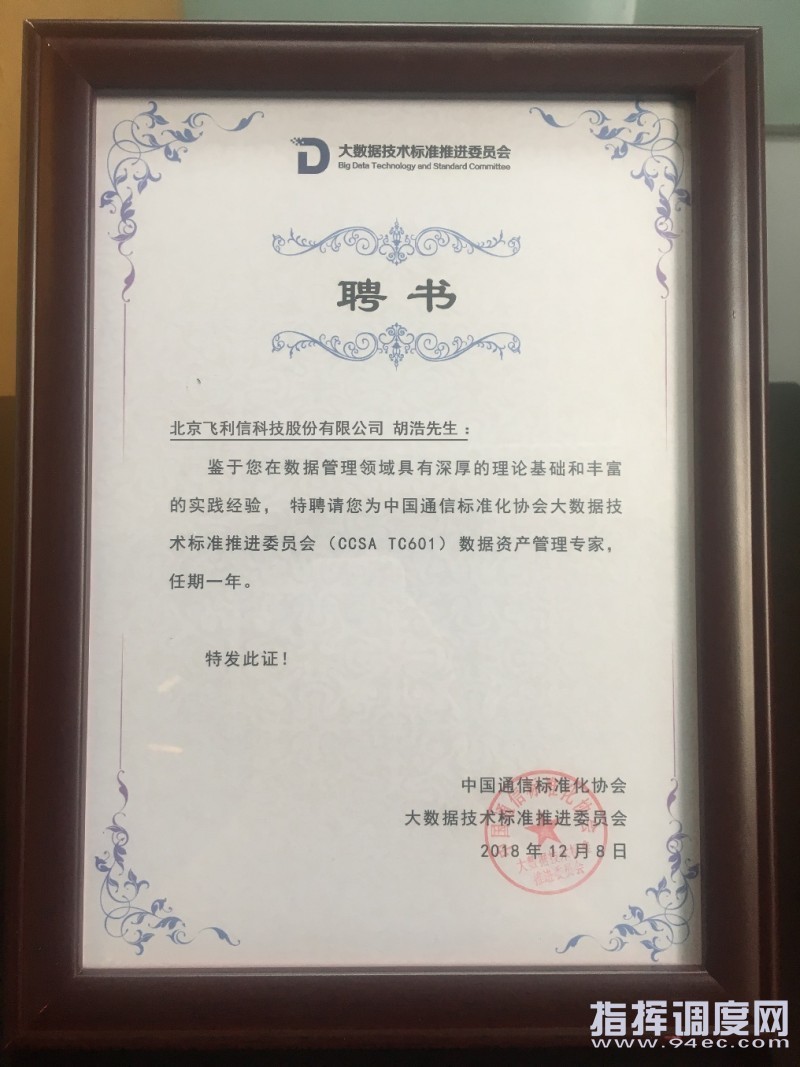 大数据技术标准推进委员会
Big Data Technology and Standard Committee
聘书
北京飞利信科技股份有限公司 胡浩先生：
鉴于您在数据管理领域具有深厚的理论基础和丰富
的实践经验，特聘请您为中国通信标准化协会大数据技
术标准推进委员会（CCSA TC601）数据资产管理专家，
任期一年。
特发此证！
中国通信标准化协会
大数据技术标准推进委员会
2018年12月8日
指挥调度网
www.94ec.com